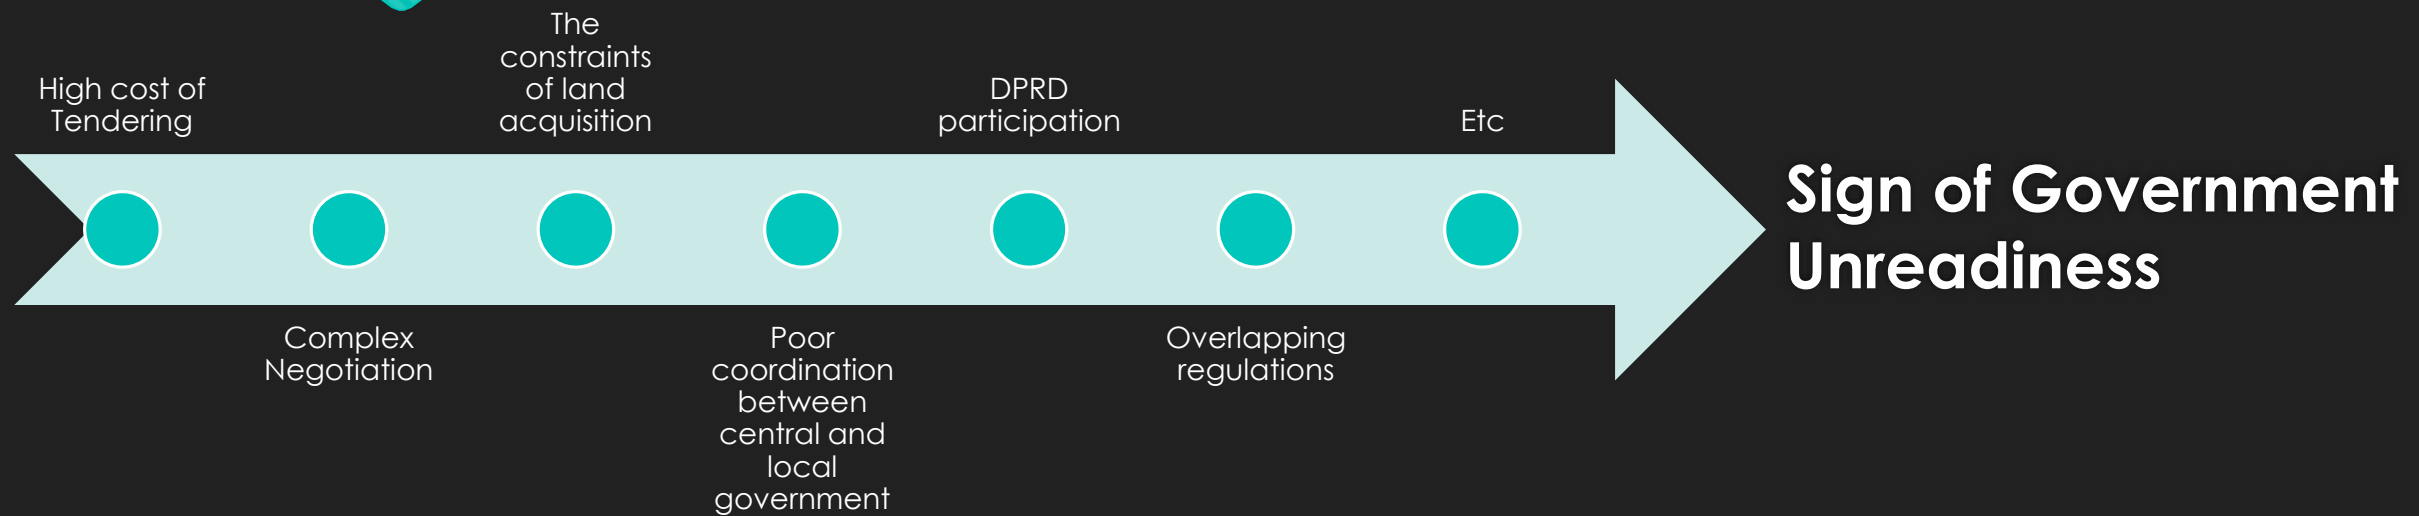 High cost of
Tendering
Complex
Negotiation
The
constraints
of land
acquisition
Poor
coordination
between
central and
local
government
DPRD
participation
Overlapping
regulations
Etc
Sign of Government
Unreadiness